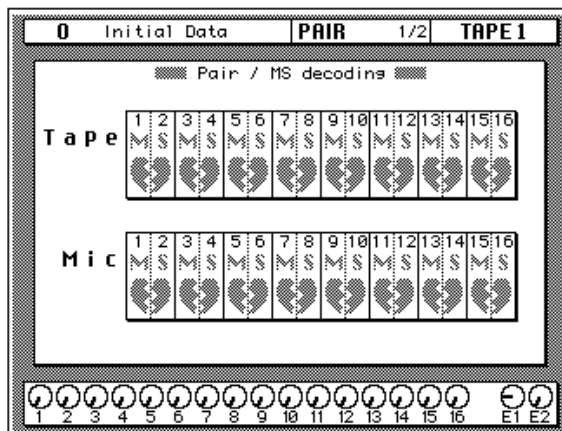 0 Initial Data PAIR 1/2 TAPE1
Pair / MS decoding
1 2 3 4 5 6 7 8 9 10 11 12 13 14 15 16
Tape M S M S M S M S M S M S M S M S
1 2 3 4 5 6 7 8 9 10 11 12 13 14 15 16
Mic M S M S M S M S M S M S M S M S
1 2 3 4 5 6 7 8 9 10 11 12 13 14 15 16 E1 E2